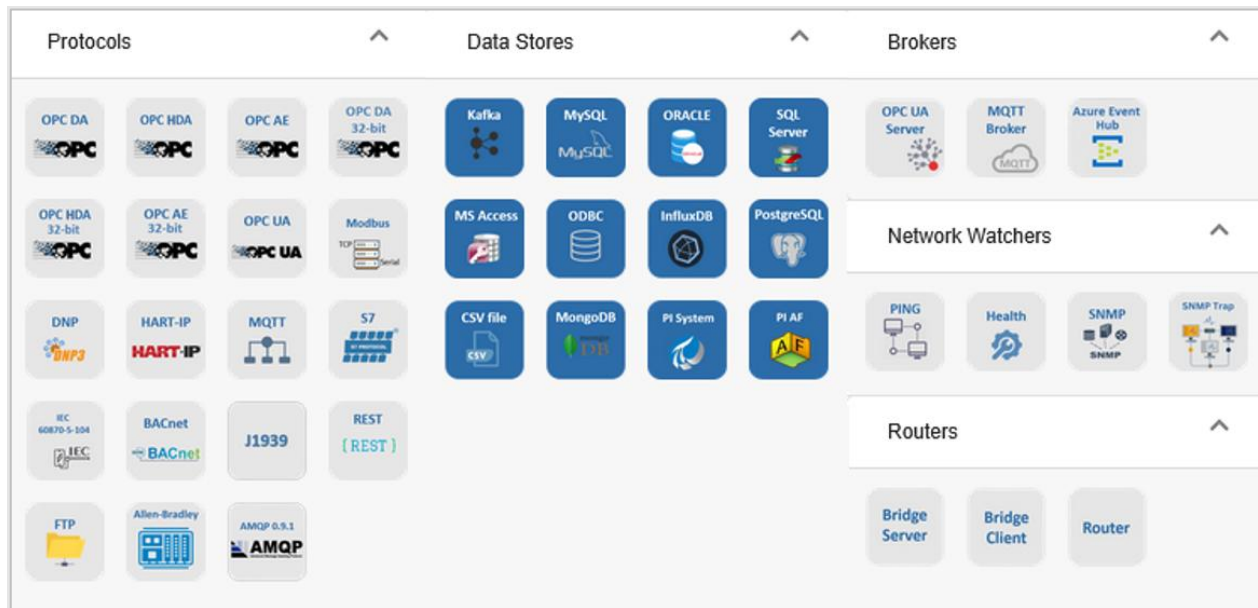 Protocols
OPC DA
OPC
OPC HDA
OPC
OPC AE
OPC
OPC DA
32-bit
OPC
OPC HDA
32-bit
OPC
OPC AE
32-bit
OPC
OPC UA
OPC UA
Modbus
TCP
Serial
DNP
DNP3
HART-IP
HART-IP
MQTT
S7
S7 PROTOCOL
IEC
60870-5-104
IEC
BACnet
BACnet
J1939
REST
{ REST }
FTP
Allen-Bradley
AMQP 0.9.1
AMQP
Data Stores
Kafka
MySQL
MySQL
ORACLE
SQL
Server
MS Access
ODBC
InfluxDB
PostgreSQL
CSV file
CSV
MongoDB
DB
PI System
PI AF
AF
Brokers
OPC UA
Server
MQTT
Broker
MQTT
Azure Event
Hub
Network Watchers
PING
Health
SNMP
SNMP
SNMP Trap
Routers
Bridge
Server
Bridge
Client
Router